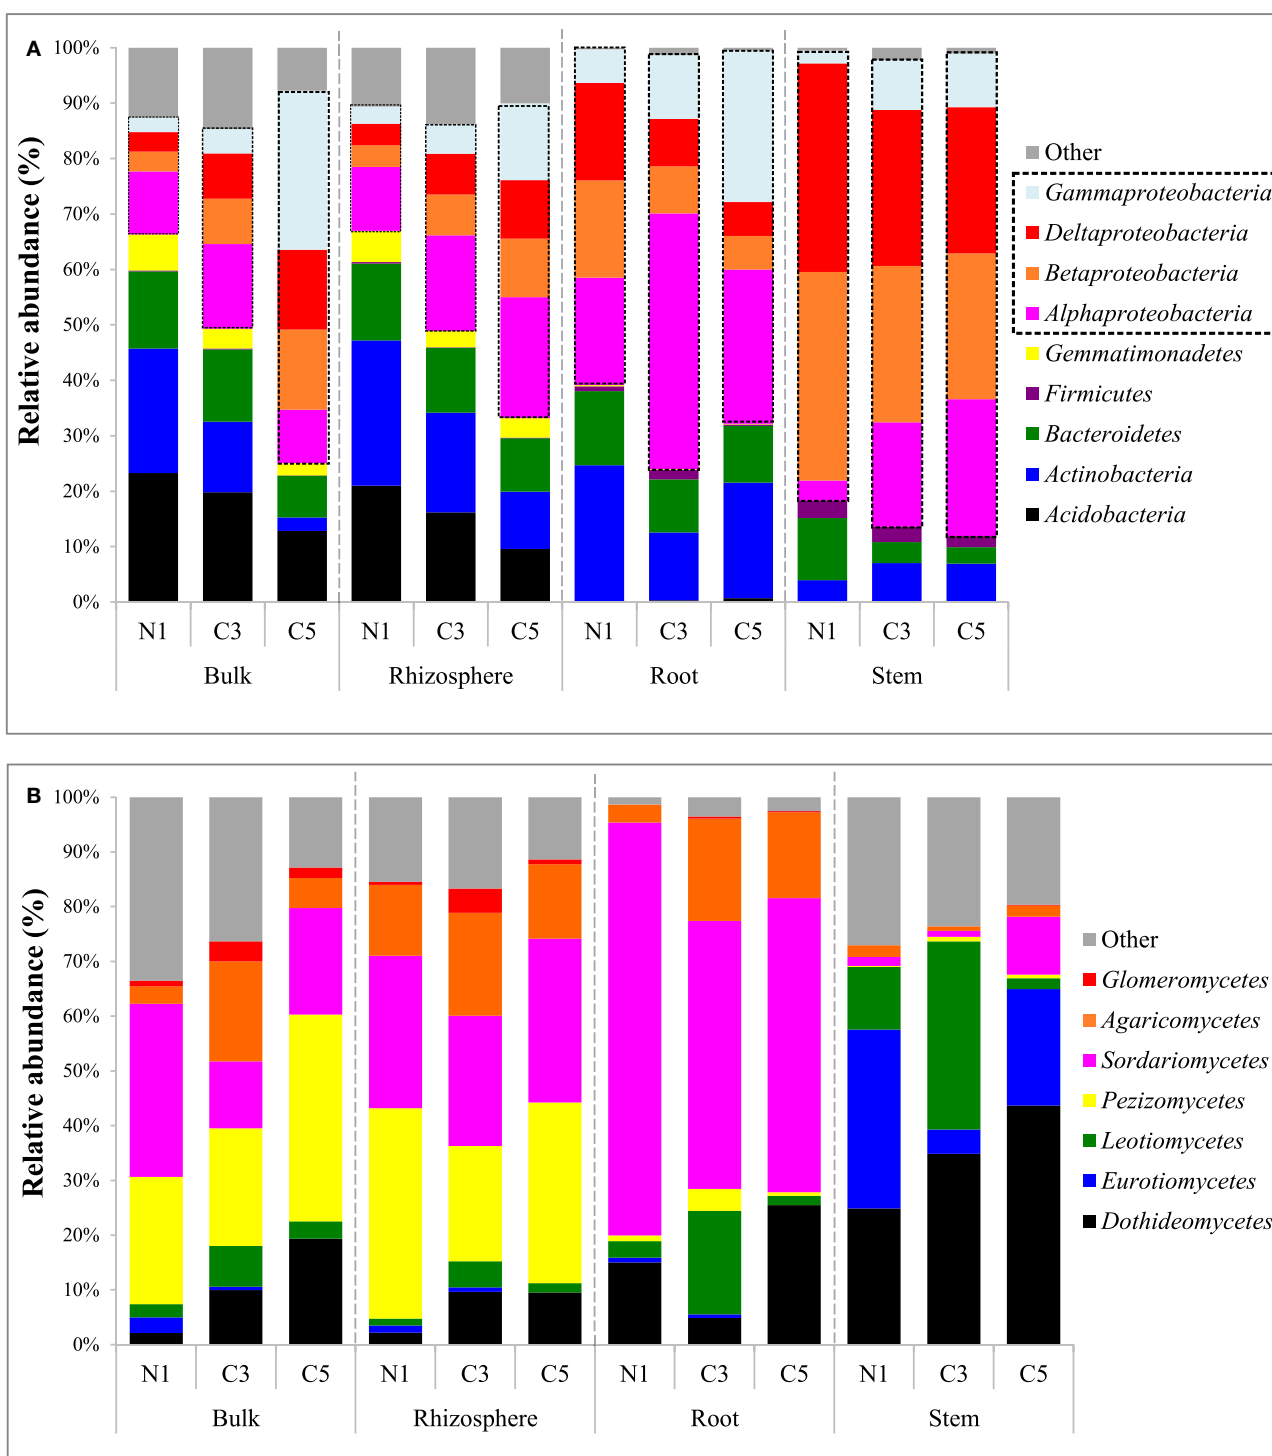 A
Relative abundance (%)
100%
90%
80%
70%
60%
50%
40%
30%
20%
10%
0%
N1 C3 C5 N1 C3 C5 N1 C3 C5 N1 C3 C5
Bulk Rhizosphere Root Stem
Other
Gammaproteobacteria
Deltaproteobacteria
Betaproteobacteria
Alphaproteobacteria
Gemmatimonadetes
Firmicutes
Bacteroidetes
Actinobacteria
Acidobacteria
B
Relative abundance (%)
100%
90%
80%
70%
60%
50%
40%
30%
20%
10%
0%
N1 C3 C5 N1 C3 C5 N1 C3 C5 N1 C3 C5
Bulk Rhizosphere Root Stem
Other
Glomeromycetes
Agaricomycetes
Sordariomycetes
Pezizomycetes
Leotiomycetes
Eurotiomycetes
Dothideomycetes